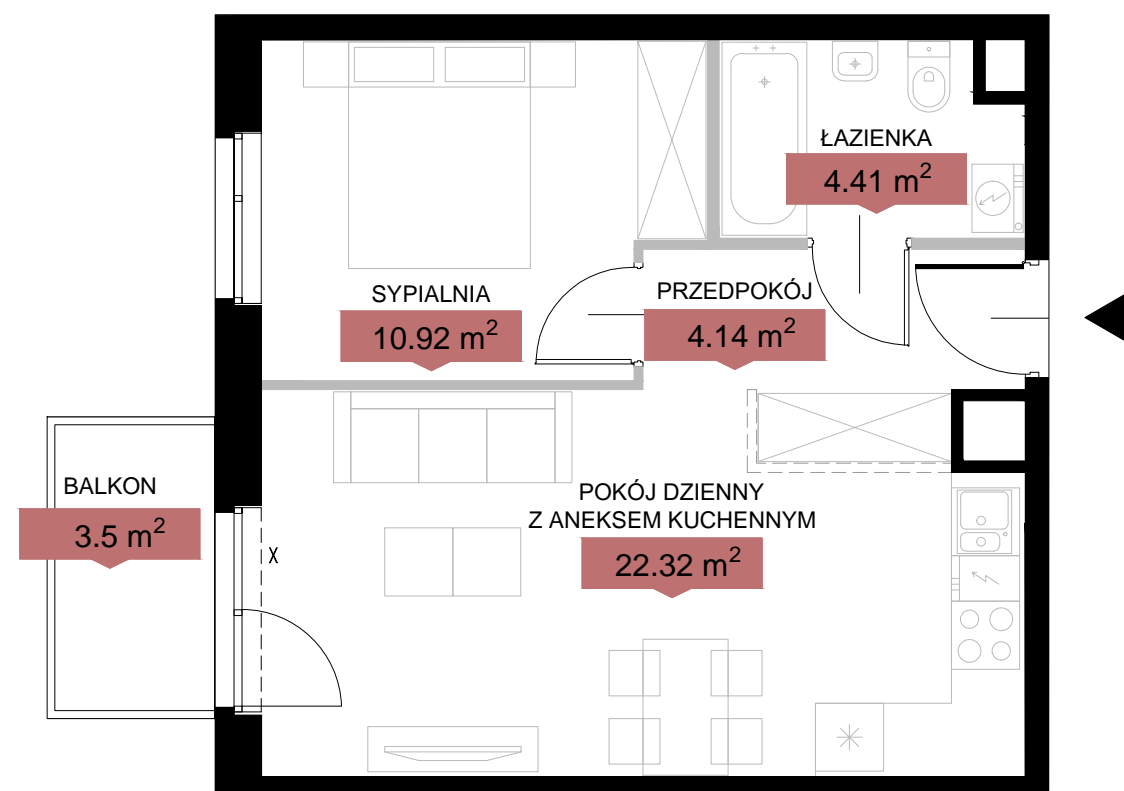 ŁAZIENKA
4.41 m²
SYPIALNIA
10.92 m²
PRZEDPOKÓJ
4.14 m²
BALKON
3.5 m²
POKÓJ DZIENNY
Z ANEKSEM KUCHENNYM
22.32 m²
X